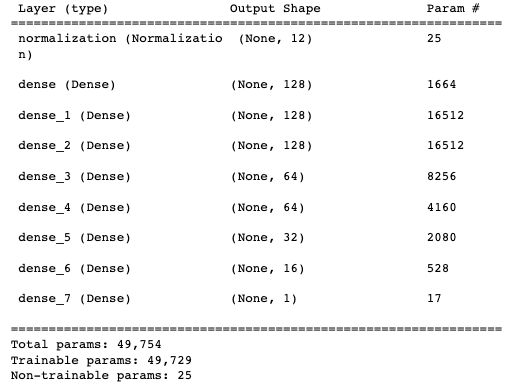 Layer (type) Output Shape Param #
=================================================================
normalization (Normalizatio (None, 12) 25
n)
dense (Dense) (None, 128) 1664
dense_1 (Dense) (None, 128) 16512
dense_2 (Dense) (None, 128) 16512
dense_3 (Dense) (None, 64) 8256
dense_4 (Dense) (None, 64) 4160
dense_5 (Dense) (None, 32) 2080
dense_6 (Dense) (None, 16) 528
dense_7 (Dense) (None, 1) 17
=================================================================
Total params: 49,754
Trainable params: 49,729
Non-trainable params: 25